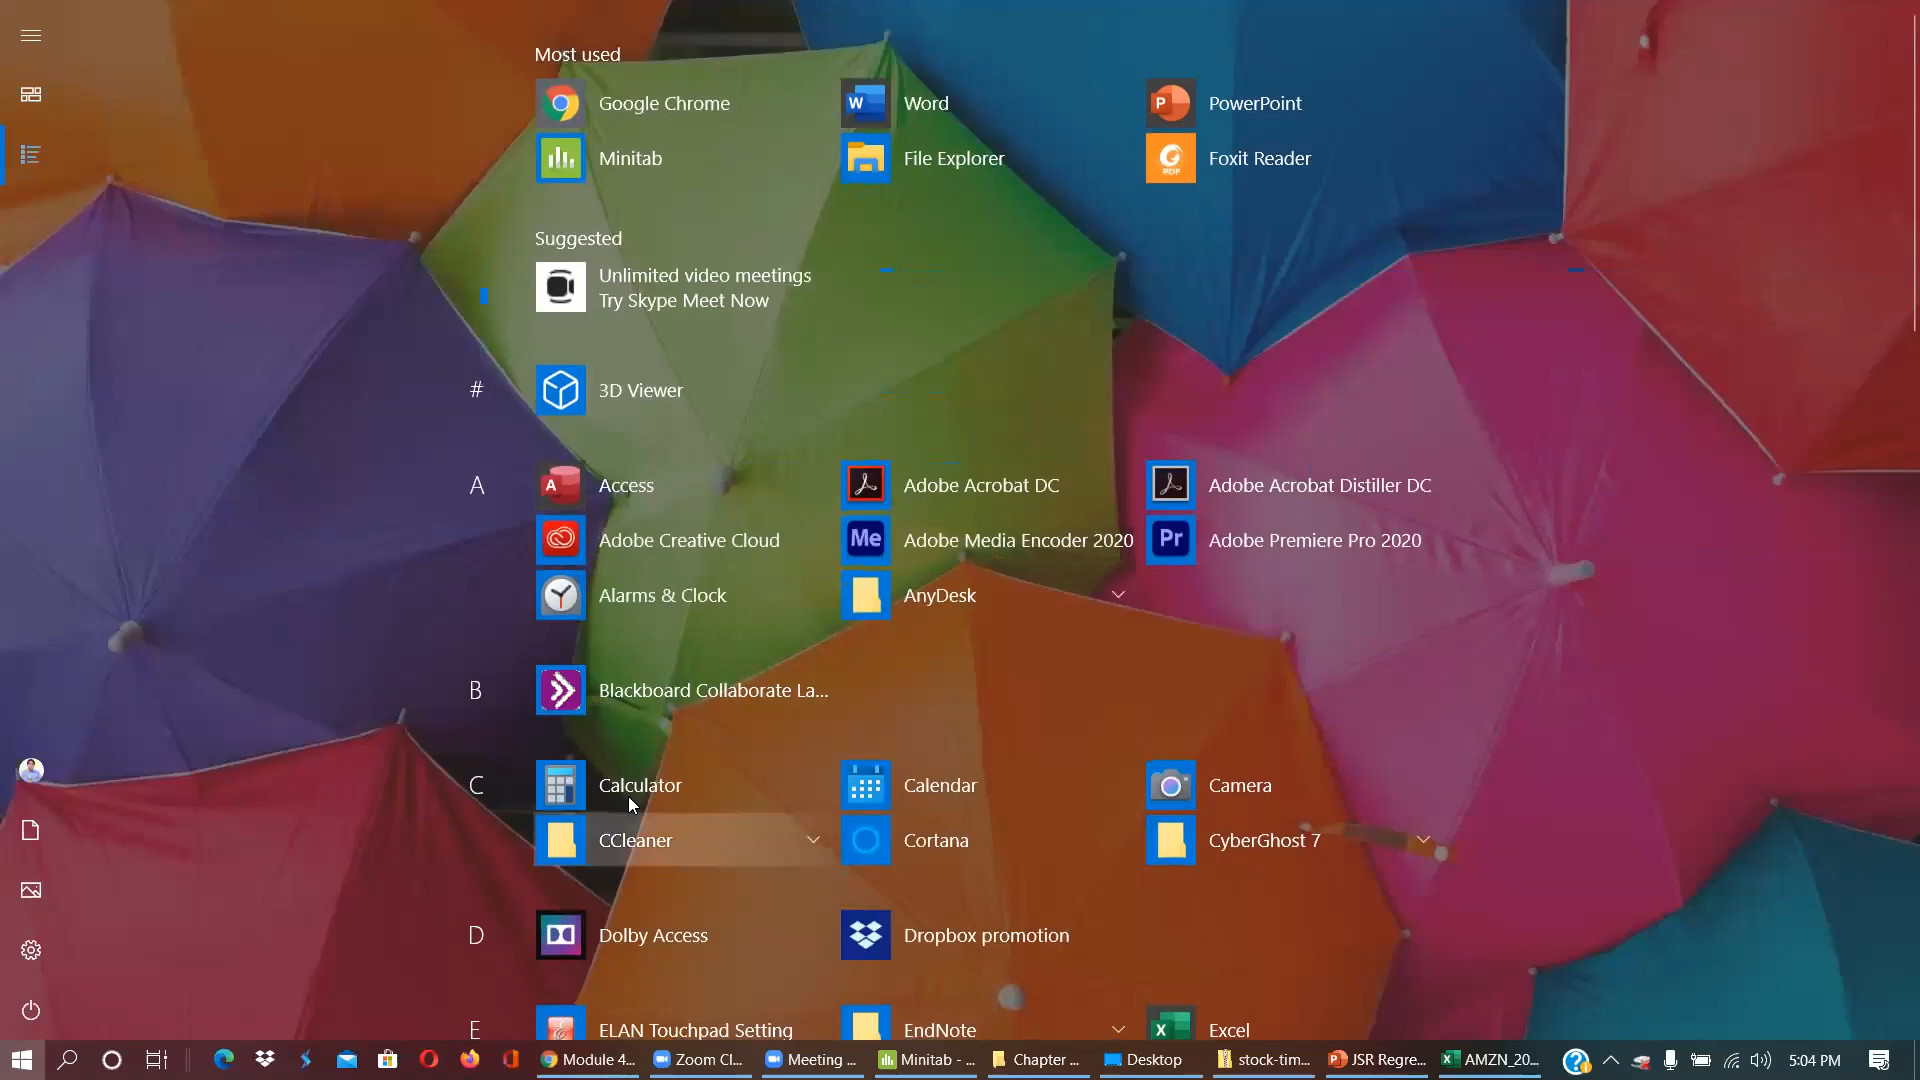 Most used
Google Chrome
Word
PowerPoint
Minitab
File Explorer
Foxit Reader
Suggested
Unlimited video meetings
Try Skype Meet Now
#
3D Viewer
A
Access
Adobe Acrobat DC
Adobe Acrobat Distiller DC
Adobe Creative Cloud
Adobe Media Encoder 2020
Adobe Premiere Pro 2020
Alarms & Clock
AnyDesk
B
Blackboard Collaborate La...
C
Calculator
Calendar
Camera
CCleaner
Cortana
CyberGhost 7
D
Dolby Access
Dropbox promotion
E
ELAN Touchpad Setting
EndNote
Excel
Module 4...
Zoom Cl...
Meeting ...
Minitab - ...
Chapter ...
Desktop
stock-tim...
JSR Regre...
AMZN_20...
5:04 PM